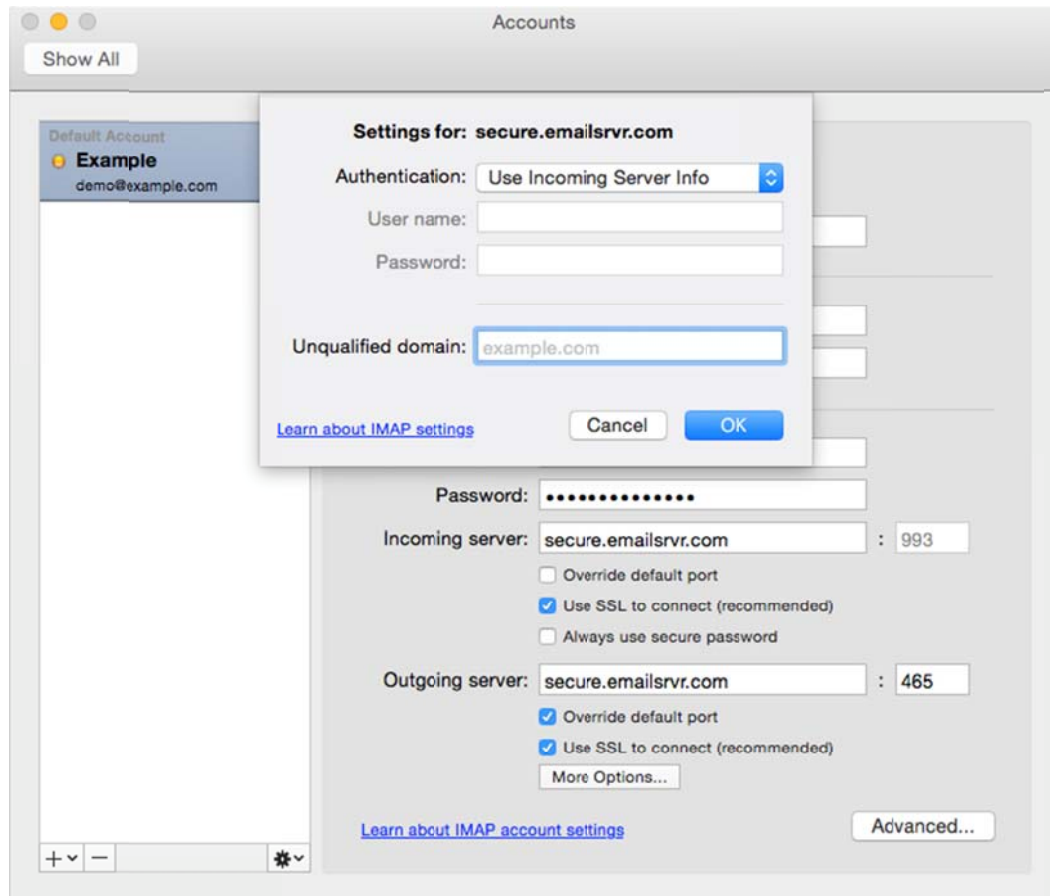 Accounts
Show All
Default Account
Example
demo@example.com
Settings for: secure.emailsrvr.com
Authentication: Use Incoming Server Info
User name:
Password:
Unqualified domain: example.com
Learn about IMAP settings
Cancel
OK
Password: ••••••••••••••
Incoming server: secure.emailsrvr.com : 993
Override default port
Use SSL to connect (recommended)
Always use secure password
Outgoing server: secure.emailsrvr.com : 465
Override default port
Use SSL to connect (recommended)
More Options...
Learn about IMAP account settings
Advanced...